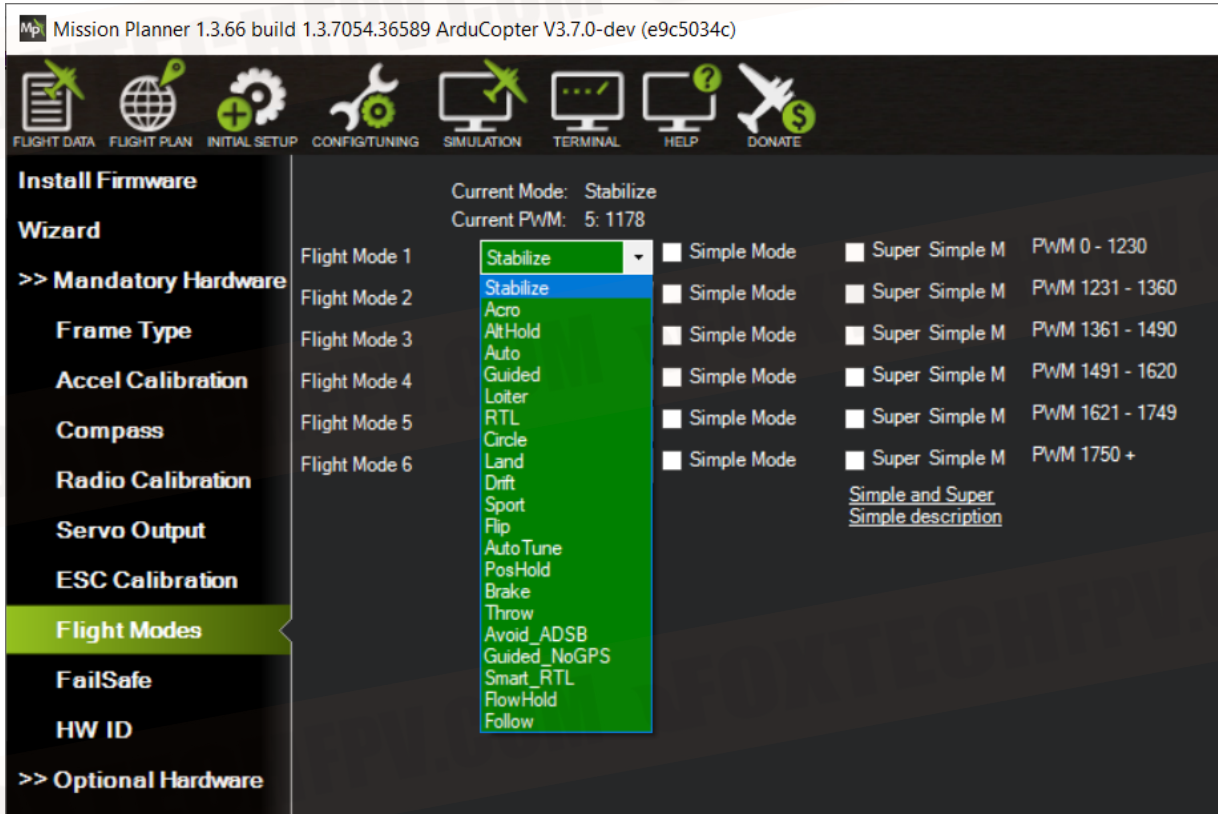 Mission Planner 1.3.66 build 1.3.7054.36589 ArduCopter V3.7.0-dev (e9c5034c)
FLIGHT DATA FLIGHT PLAN INITIAL SETUP CONFIG/TUNING SIMULATION TERMINAL HELP DONATE
Install Firmware
Wizard
>> Mandatory Hardware
Frame Type
Accel Calibration
Compass
Radio Calibration
Servo Output
ESC Calibration
Flight Modes
FailSafe
HW ID
>> Optional Hardware
Current Mode: Stabilize
Current PWM: 5: 1178
Flight Mode 1 Stabilize Simple Mode Super Simple M PWM 0 - 1230
Flight Mode 2 Simple Mode Super Simple M PWM 1231 - 1360
Flight Mode 3 Simple Mode Super Simple M PWM 1361 - 1490
Flight Mode 4 Simple Mode Super Simple M PWM 1491 - 1620
Flight Mode 5 Simple Mode Super Simple M PWM 1621 - 1749
Flight Mode 6 Simple Mode Super Simple M PWM 1750 +
Simple and Super
Simple description
Stabilize
Acro
AltHold
Auto
Guided
Loiter
RTL
Circle
Land
Drift
Sport
Flip
AutoTune
PosHold
Brake
Throw
Avoid_ADSB
Guided_NoGPS
Smart_RTL
FlowHold
Follow